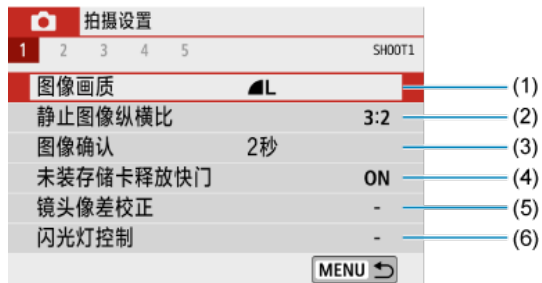 拍摄设置
1 2 3 4 5 SHOOT1
图像画质 L (1)
静止图像纵横比 3:2 (2)
图像确认 2秒 (3)
未装存储卡释放快门 ON (4)
镜头像差校正 - (5)
闪光灯控制 - (6)
MENU